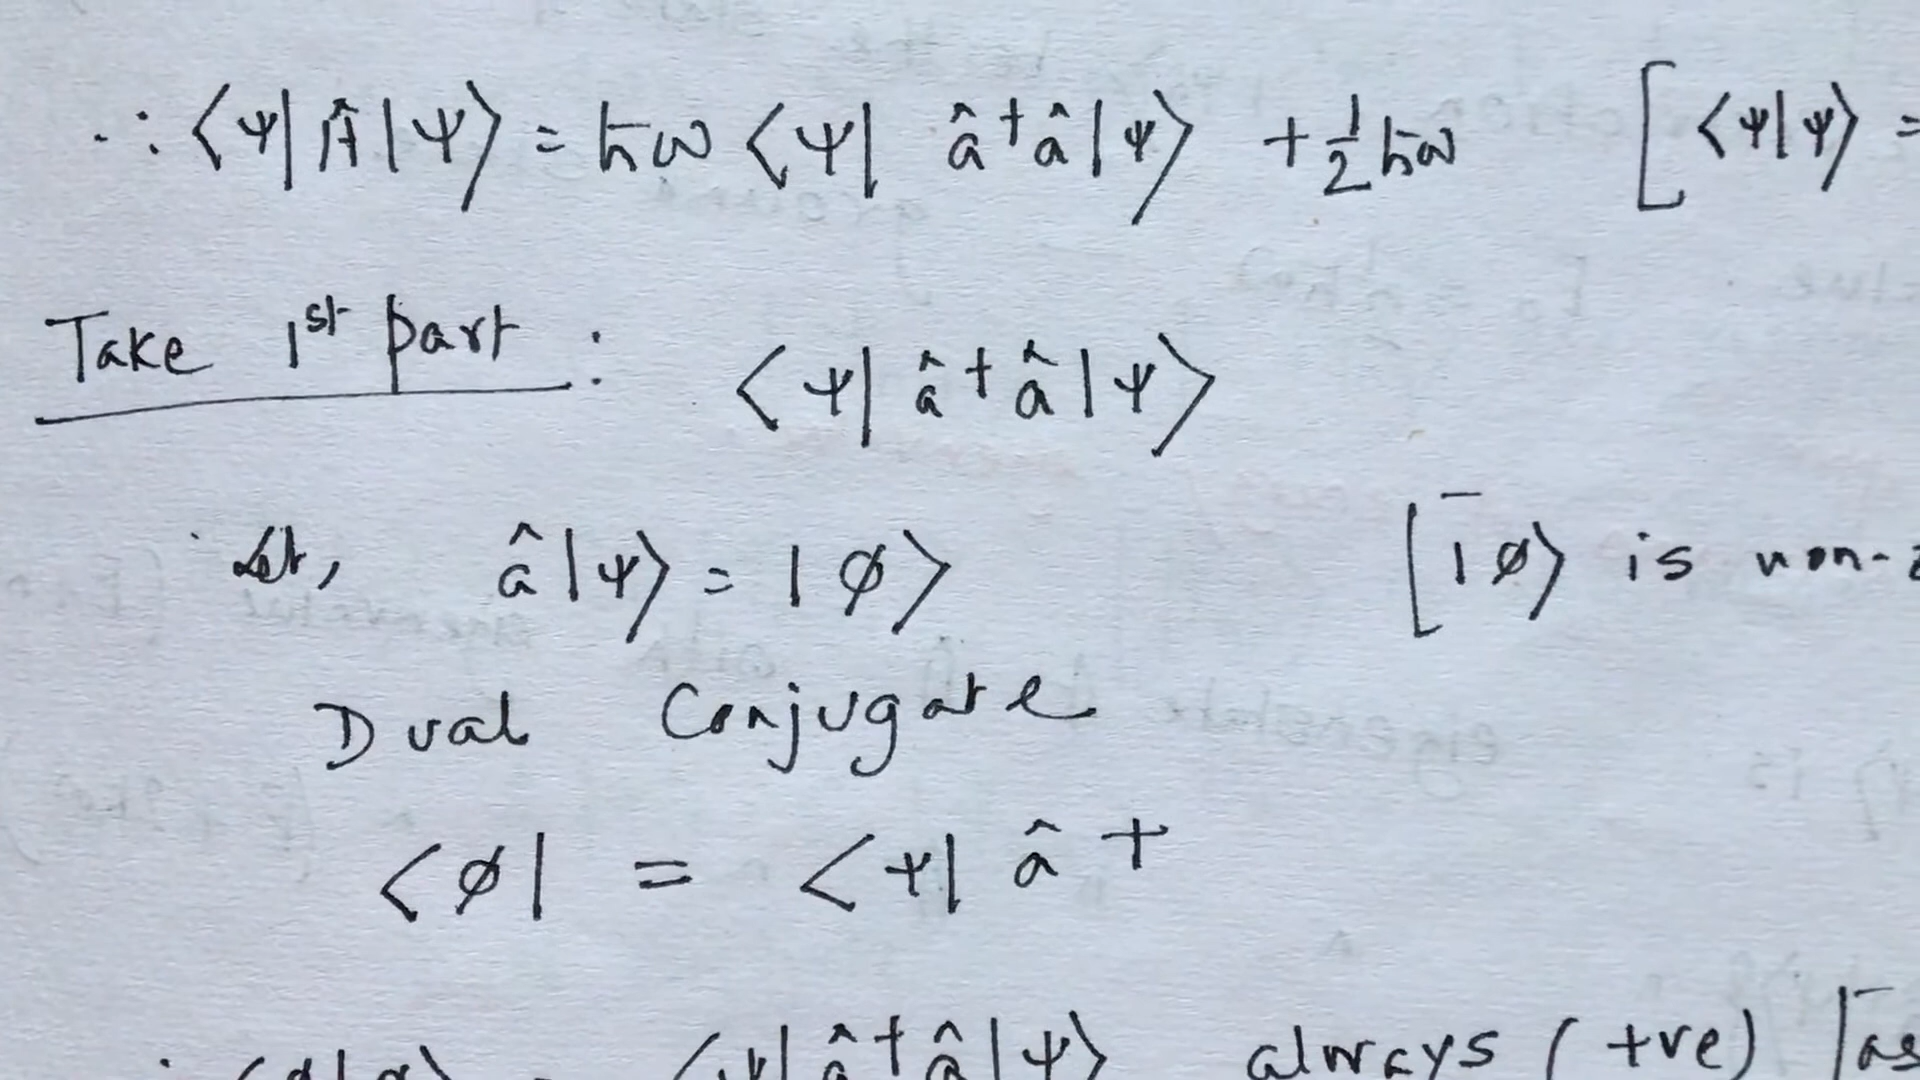 ∴ ⟨ψ| Ĥ |ψ⟩ = ħω ⟨ψ| â⁺â |ψ⟩ + ½ħω [⟨ψ|ψ⟩ =
Take 1st part : ⟨ψ| â⁺â |ψ⟩
Let, â |ψ⟩ = |ø⟩ [|ø⟩ is non-
Dual Conjugate
<ø| = <ψ| â⁺
⟨ψ| â⁺â |ψ⟩ always (+ve) [as